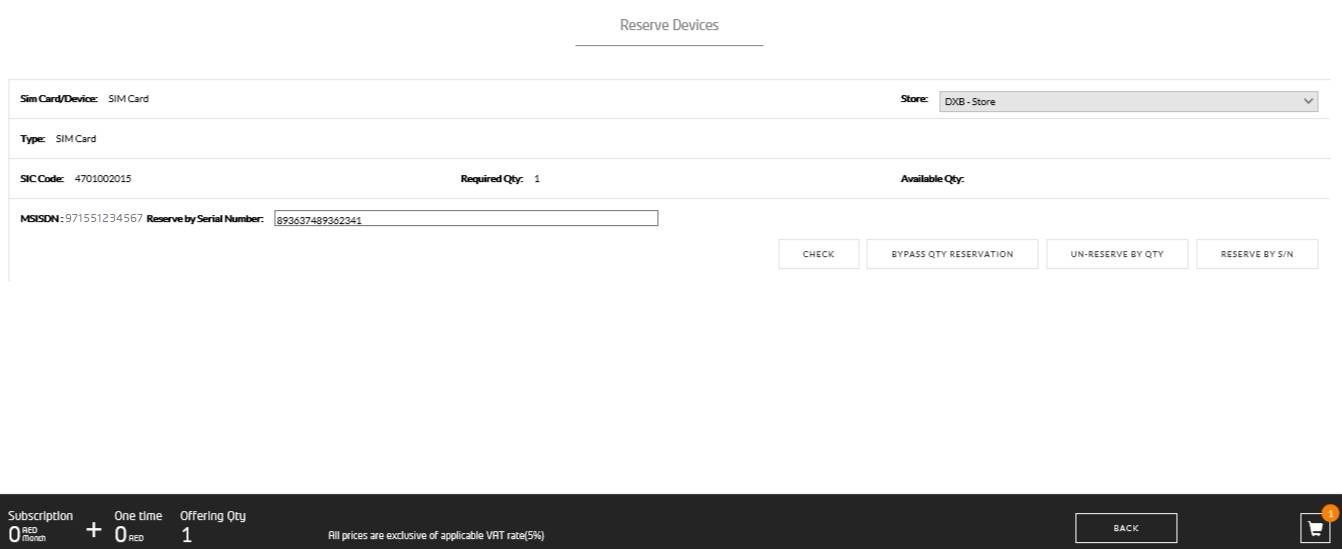 Reserve Devices
Sim Card/Device: SIM Card Store: DXB - Store
Type: SIM Card
SIC Code: 4701002015 Required Qty: 1 Available Qty:
MSISDN : 971551234567 Reserve by Serial Number: 893637489362341
CHECK BYPASS QTY RESERVATION UN-RESERVE BY QTY RESERVE BY S/N
Subscription One time Offering Qty
0 AED Month + 0 AED 1 All prices are exclusive of applicable VAT rate(5%) BACK 1